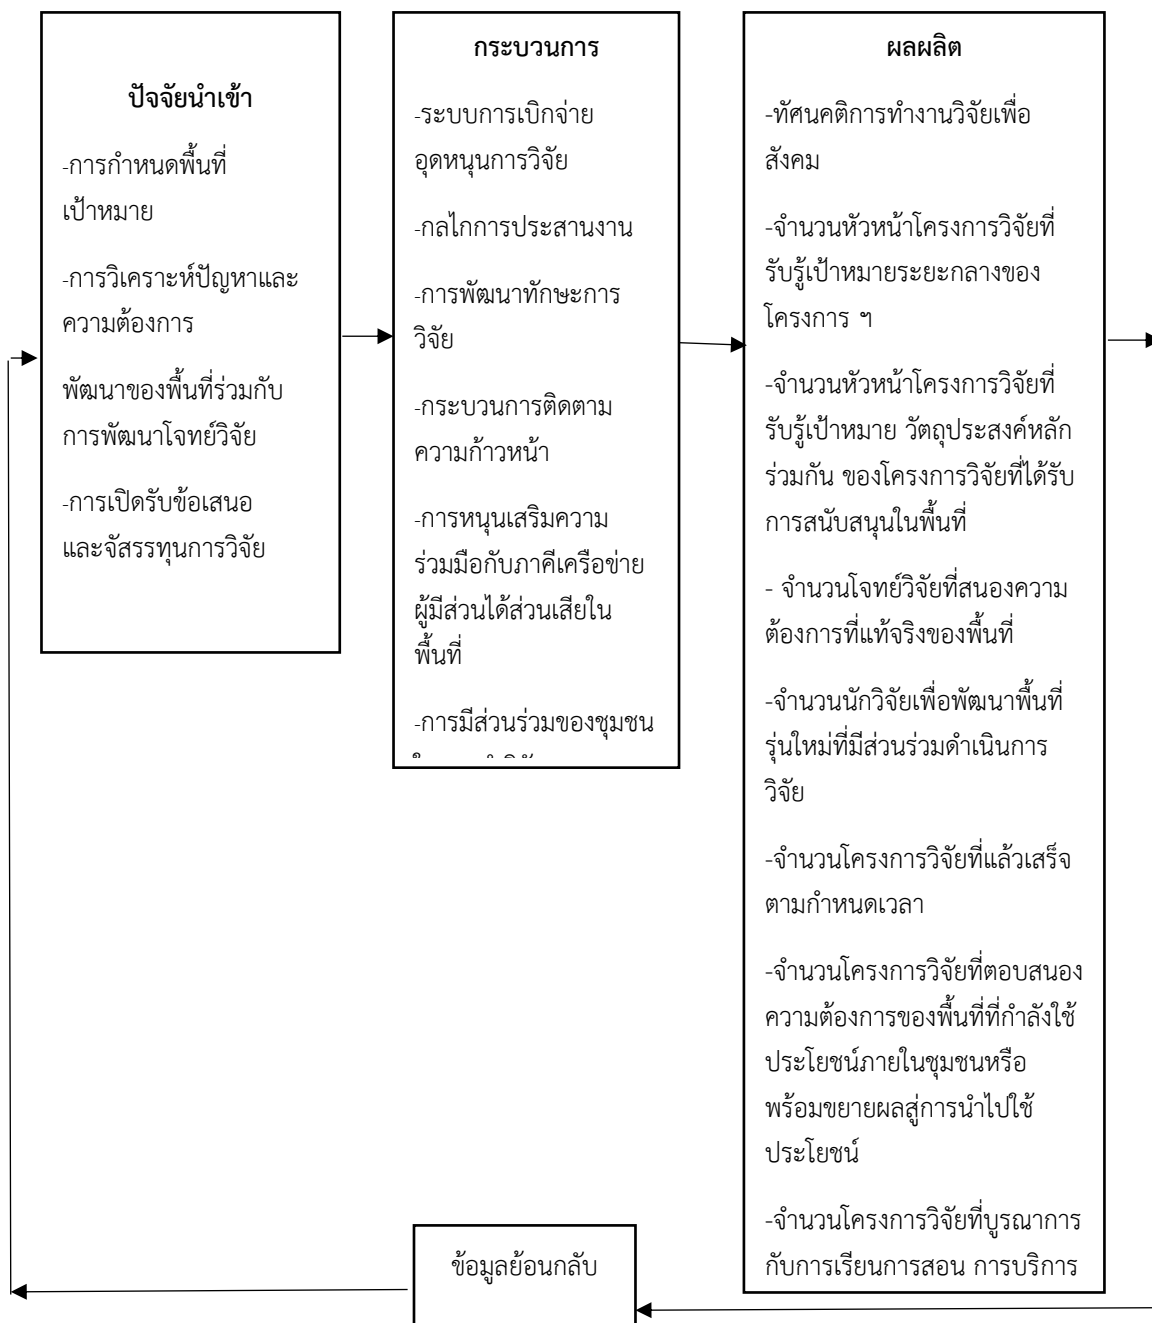 ปัจจัยนำเข้า
-การกำหนดพื้นที่
เป้าหมาย
-การวิเคราะห์ปัญหาและ
ความต้องการ
พัฒนาของพื้นที่ร่วมกับ
การพัฒนาโจทย์วิจัย
-การเปิดรับข้อเสนอ
และจัสรรทุนการวิจัย
กระบวนการ
-ระบบการเบิกจ่าย
อุดหนุนการวิจัย
-กลไกการประสานงาน
-การพัฒนาทักษะการ
วิจัย
-กระบวนการติดตาม
ความก้าวหน้า
-การหนุนเสริมความ
ร่วมมือกับภาคีเครือข่าย
ผู้มีส่วนได้ส่วนเสียใน
พื้นที่
-การมีส่วนร่วมของชุมชน
ผลผลิต
-ทัศนคติการทำงานวิจัยเพื่อ
สังคม
-จำนวนหัวหน้าโครงการวิจัยที่
รับรู้เป้าหมายระยะกลางของ
โครงการ ฯ
-จำนวนหัวหน้าโครงการวิจัยที่
รับรู้เป้าหมาย วัตถุประสงค์หลัก
ร่วมกัน ของโครงการวิจัยที่ได้รับ
การสนับสนุนในพื้นที่
- จำนวนโจทย์วิจัยที่สนองความ
ต้องการที่แท้จริงของพื้นที่
-จำนวนนักวิจัยเพื่อพัฒนาพื้นที่
รุ่นใหม่ที่มีส่วนร่วมดำเนินการ
วิจัย
-จำนวนโครงการวิจัยที่แล้วเสร็จ
ตามกำหนดเวลา
-จำนวนโครงการวิจัยที่ตอบสนอง
ความต้องการของพื้นที่ที่กำลังใช้
ประโยชน์ภายในชุมชนหรือ
พร้อมขยายผลสู่การนำไปใช้
ประโยชน์
-จำนวนโครงการวิจัยที่บูรณาการ
กับการเรียนการสอน การบริการ
ข้อมูลย้อนกลับ